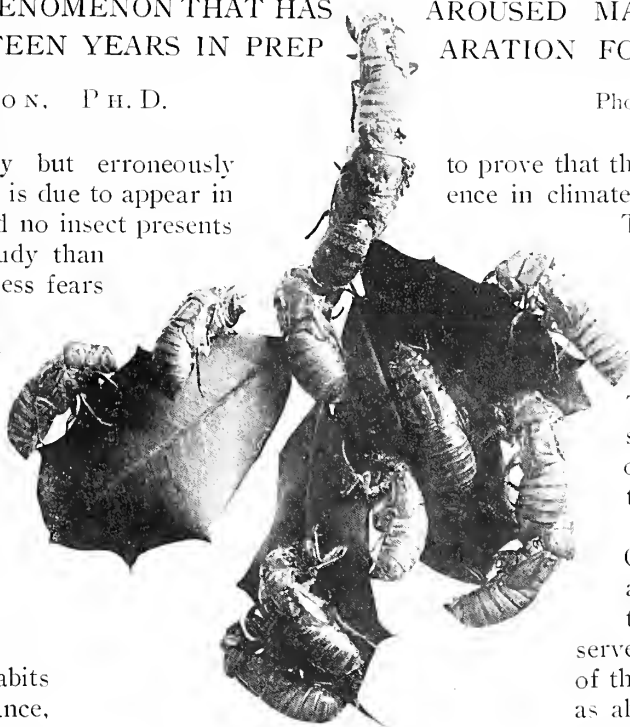 ENOMENON THAT HAS AROUSED MA
TEEN YEARS IN PREP ARATION FO
ON, PH.D.
Pho
y but erroneously
is due to appear in
d no insect presents
udy than
ess fears
abits
ance,
to prove that th
ence in climate
T
s
o
t
a
t
serve
of th
as al